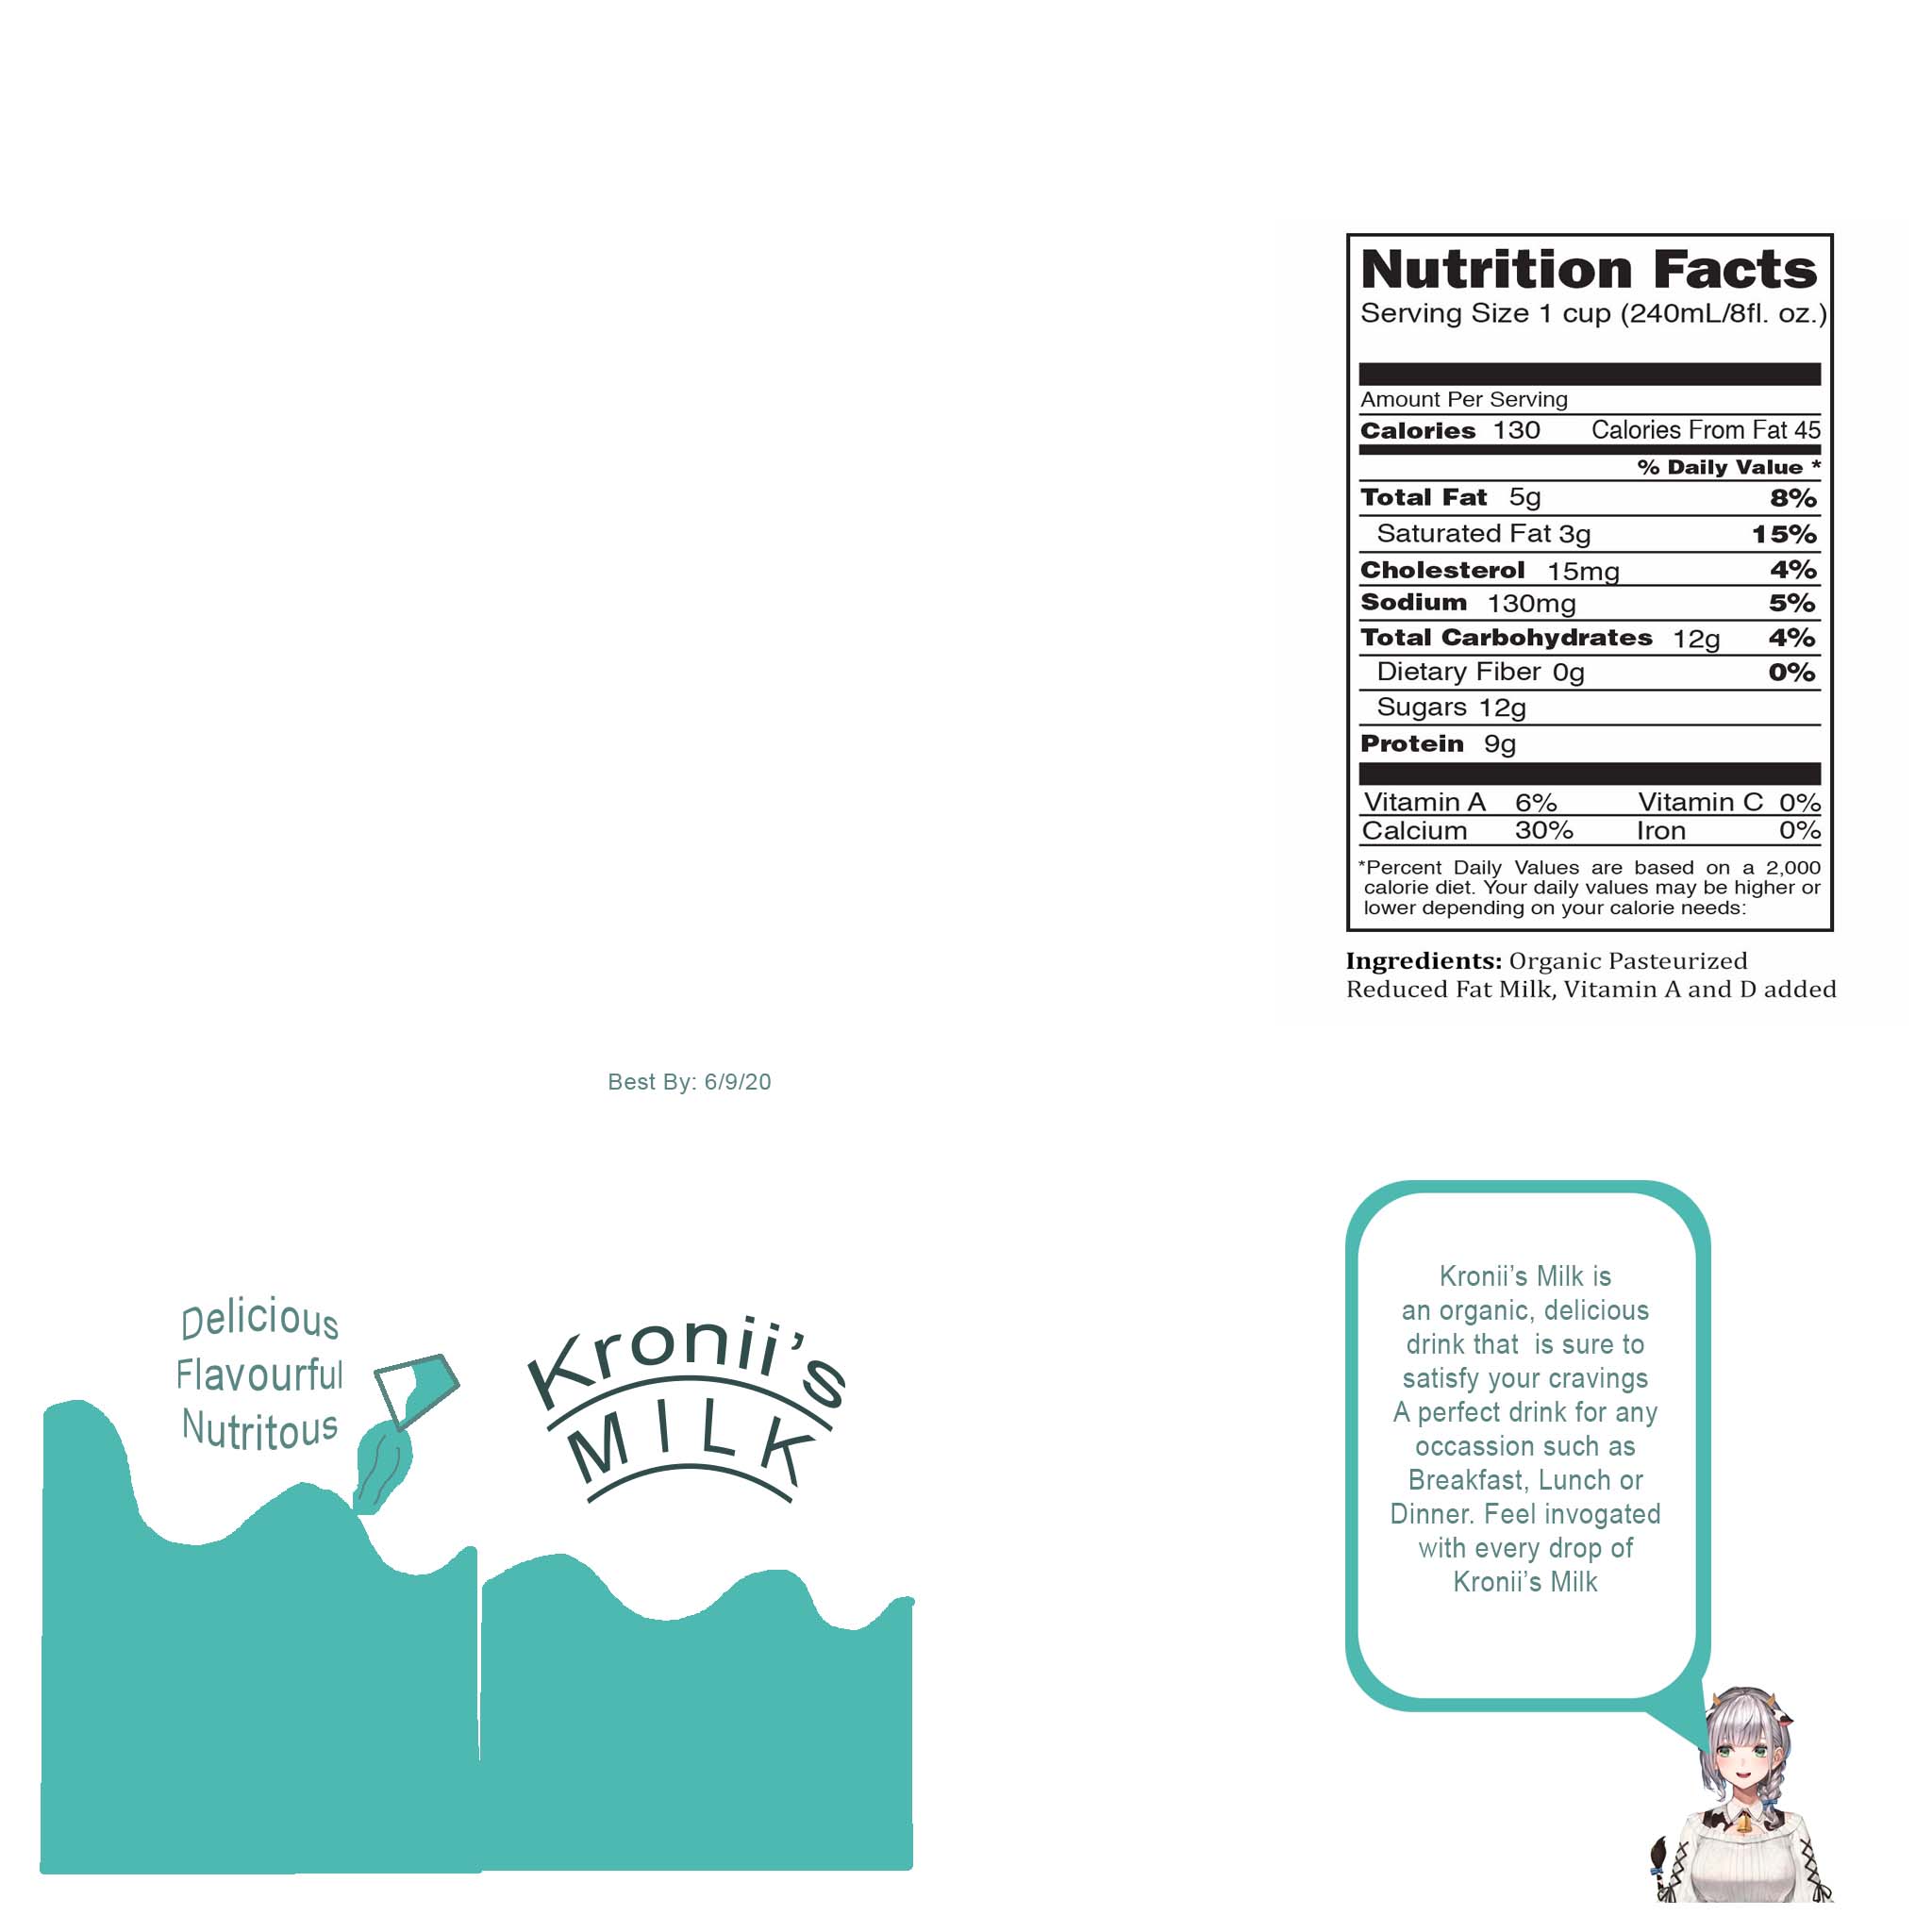 Nutrition Facts
Serving Size 1 cup (240mL/8fl. oz.)
Amount Per Serving
Calories 130 Calories From Fat 45
% Daily Value *
Total Fat 5g 8%
Saturated Fat 3g 15%
Cholesterol 15mg 4%
Sodium 130mg 5%
Total Carbohydrates 12g 4%
Dietary Fiber 0g 0%
Sugars 12g
Protein 9g
Vitamin A 6% Vitamin C 0%
Calcium 30% Iron 0%
*Percent Daily Values are based on a 2,000
calorie diet. Your daily values may be higher or
lower depending on your calorie needs:
Ingredients: Organic Pasteurized
Reduced Fat Milk, Vitamin A and D added
Best By: 6/9/20
Delicious
Flavourful
Nutritous
Kronii’s
MILK
Kronii’s Milk is
an organic, delicious
drink that is sure to
satisfy your cravings
A perfect drink for any
occassion such as
Breakfast, Lunch or
Dinner. Feel invogated
with every drop of
Kronii’s Milk